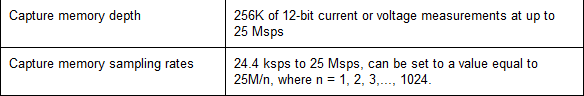 Capture memory depth
256K of 12-bit current or voltage measurements at up to
25 Msps
Capture memory sampling rates
24.4 ksps to 25 Msps, can be set to a value equal to
25M/n, where n = 1, 2, 3,..., 1024.